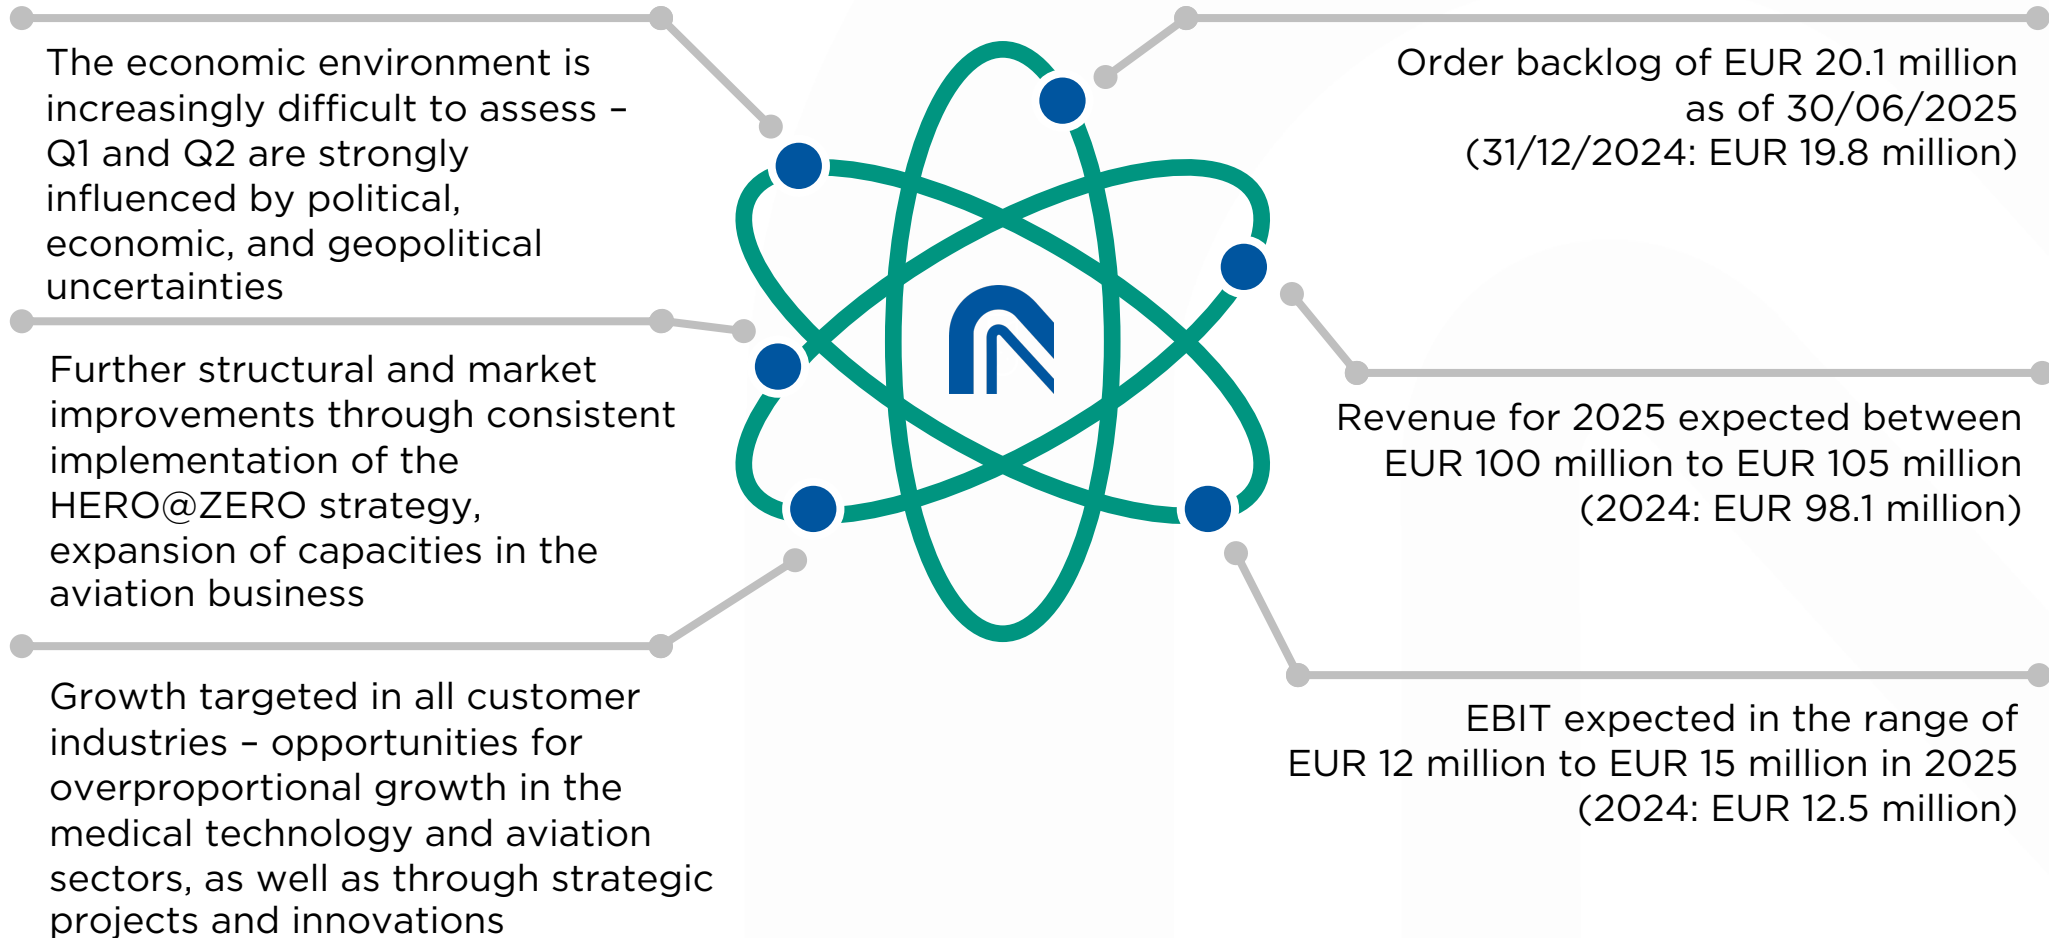 The economic environment is
increasingly difficult to assess –
Q1 and Q2 are strongly
influenced by political,
economic, and geopolitical
uncertainties
Further structural and market
improvements through consistent
implementation of the
HERO@ZERO strategy,
expansion of capacities in the
aviation business
Growth targeted in all customer
industries – opportunities for
overproportional growth in the
medical technology and aviation
sectors, as well as through strategic
projects and innovations
Order backlog of EUR 20.1 million
as of 30/06/2025
(31/12/2024: EUR 19.8 million)
Revenue for 2025 expected between
EUR 100 million to EUR 105 million
(2024: EUR 98.1 million)
EBIT expected in the range of
EUR 12 million to EUR 15 million in 2025
(2024: EUR 12.5 million)